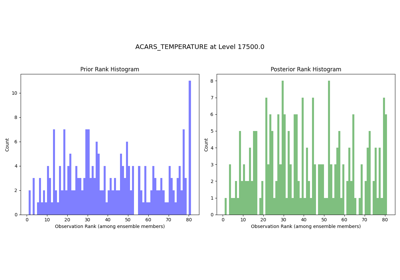 ACARS_TEMPERATURE at Level 17500.0
Prior Rank Histogram
Posterior Rank Histogram
Count
10
8
6
4
2
0
0 10 20 30 40 50 60 70 80
Observation Rank (among ensemble members)
Count
8
7
6
5
4
3
2
1
0
0 10 20 30 40 50 60 70 80
Observation Rank (among ensemble members)